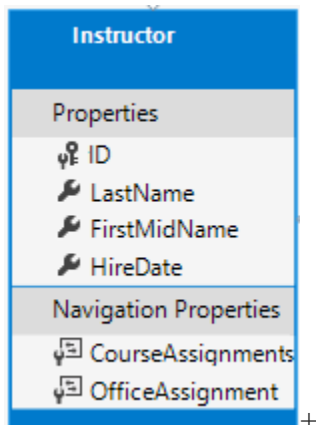 Instructor
Properties
ID
LastName
FirstMidName
HireDate
Navigation Properties
CourseAssignments
OfficeAssignment